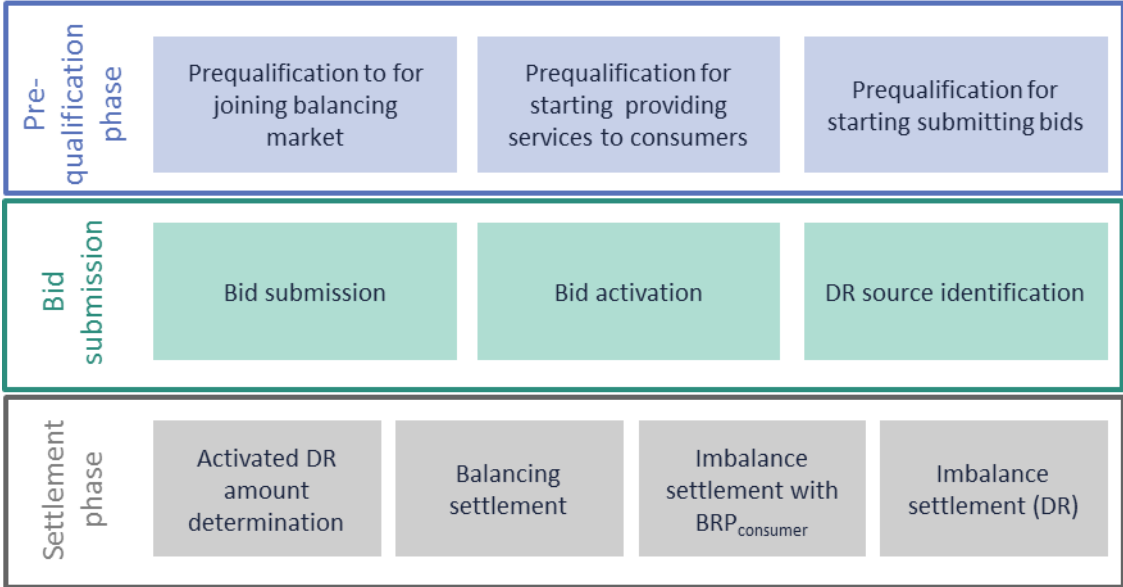 Pre-
qualification
phase
Prequalification to for
joining balancing
market
Prequalification for
starting providing
services to consumers
Prequalification for
starting submitting bids
Bid
submission
Bid submission
Bid activation
DR source identification
Settlement
phase
Activated DR
amount
determination
Balancing
settlement
Imbalance
settlement with
BRPconsumer
Imbalance
settlement (DR)